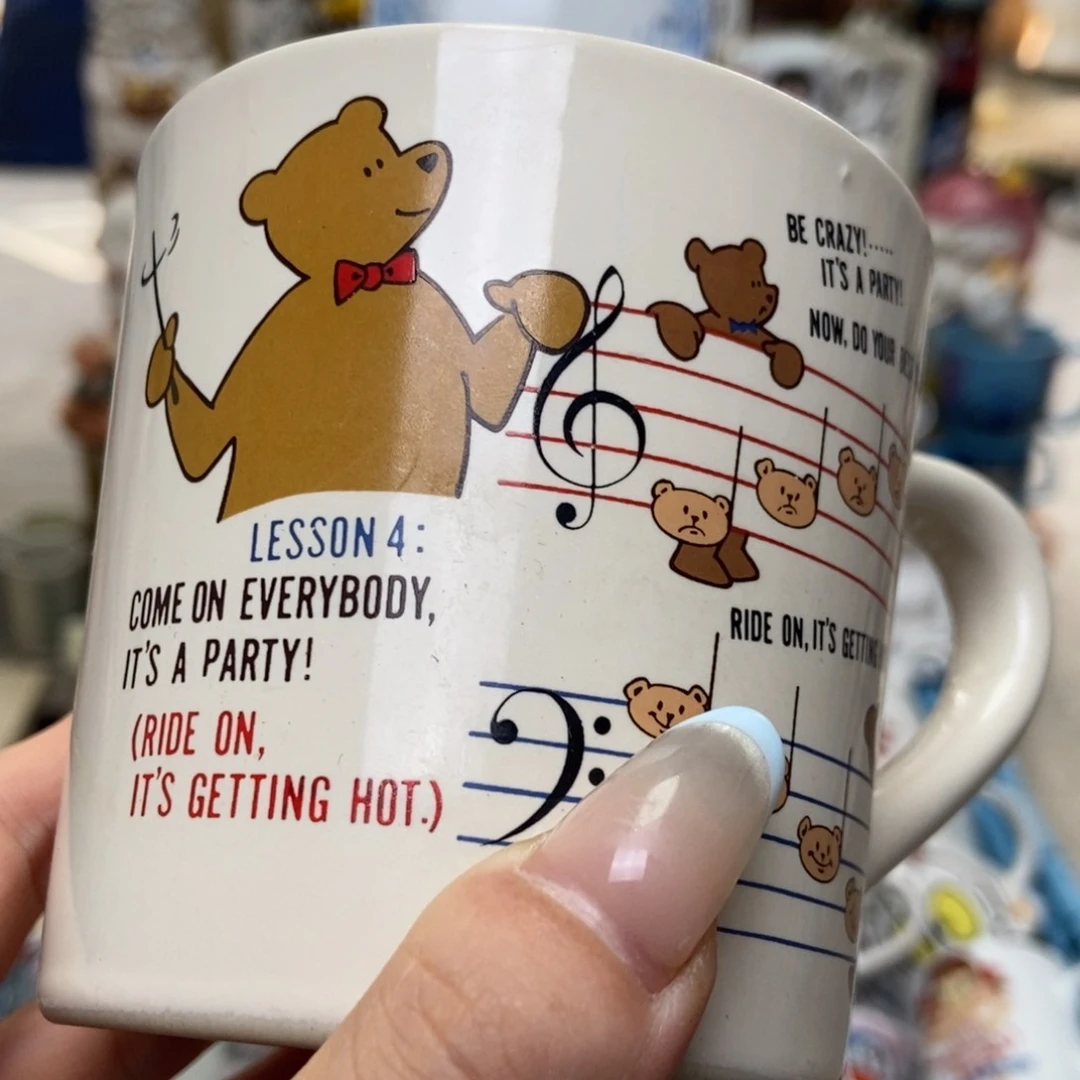 LESSON 4:
COME ON EVERYBODY,
IT'S A PARTY!
(RIDE ON,
IT'S GETTING HOT.)
BE CRAZY!.....
IT'S A PARTY!
NOW, DO YOUR
RIDE ON, IT'S GETTING